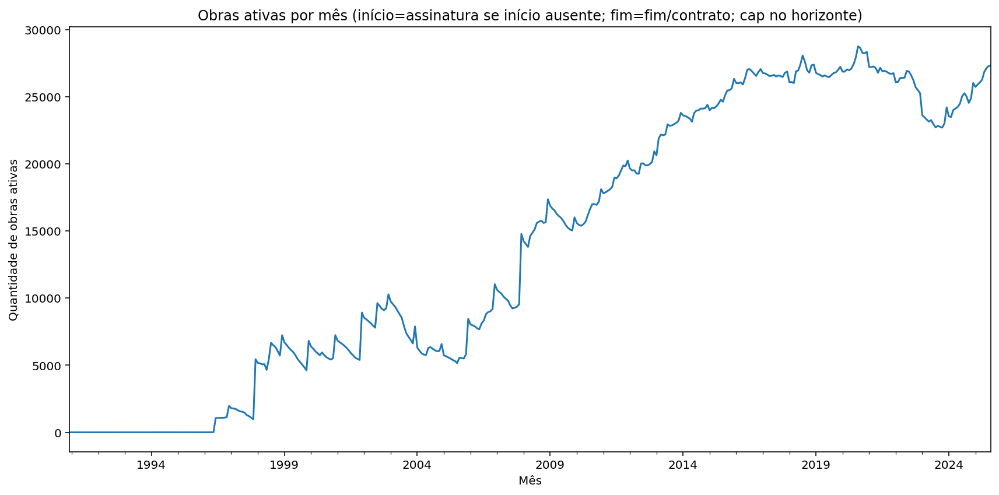 Obras ativas por mês (início=assinatura se início ausente; fim=fim/contrato; cap no horizonte)
Quantidade de obras ativas
30000
25000
20000
15000
10000
5000
0
1994 1999 2004 2009 2014 2019 2024
Mês